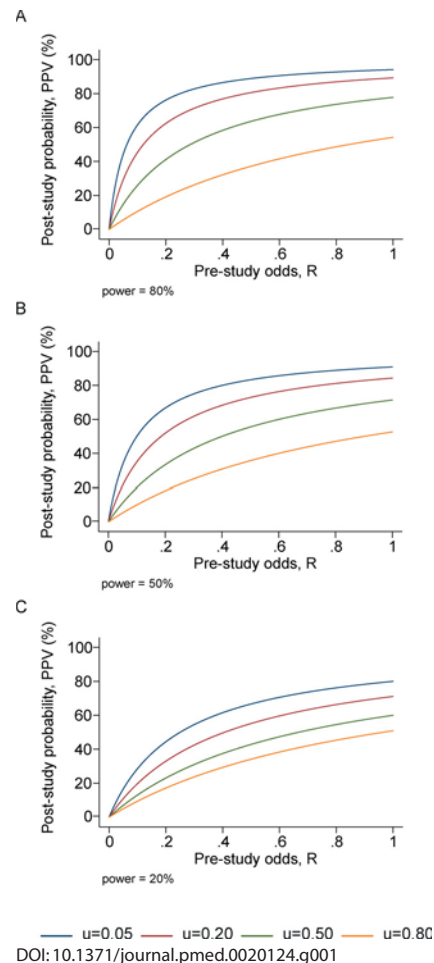 A
Post-study probability, PPV (%)
100
80
60
40
20
0
0 .2 .4 .6 .8 1
Pre-study odds, R
power = 80%
B
Post-study probability, PPV (%)
100
80
60
40
20
0
0 .2 .4 .6 .8 1
Pre-study odds, R
power = 50%
C
Post-study probability, PPV (%)
100
80
60
40
20
0
0 .2 .4 .6 .8 1
Pre-study odds, R
power = 20%
u=0.05 u=0.20 u=0.50 u=0.80
DOI: 10.1371/journal.pmed.0020124.g001